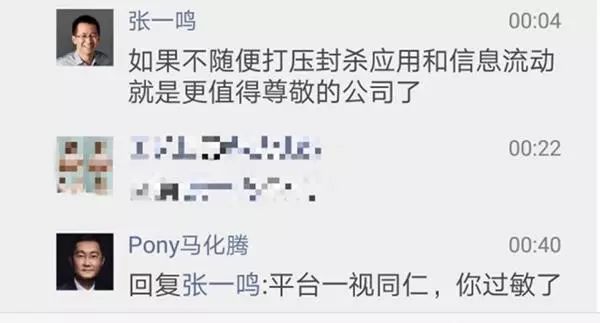 张一鸣 00:04
如果不随便打压封杀应用和信息流动
就是更值得尊敬的公司了
00:22
Pony马化腾 00:40
回复张一鸣:平台一视同仁，你过敏了